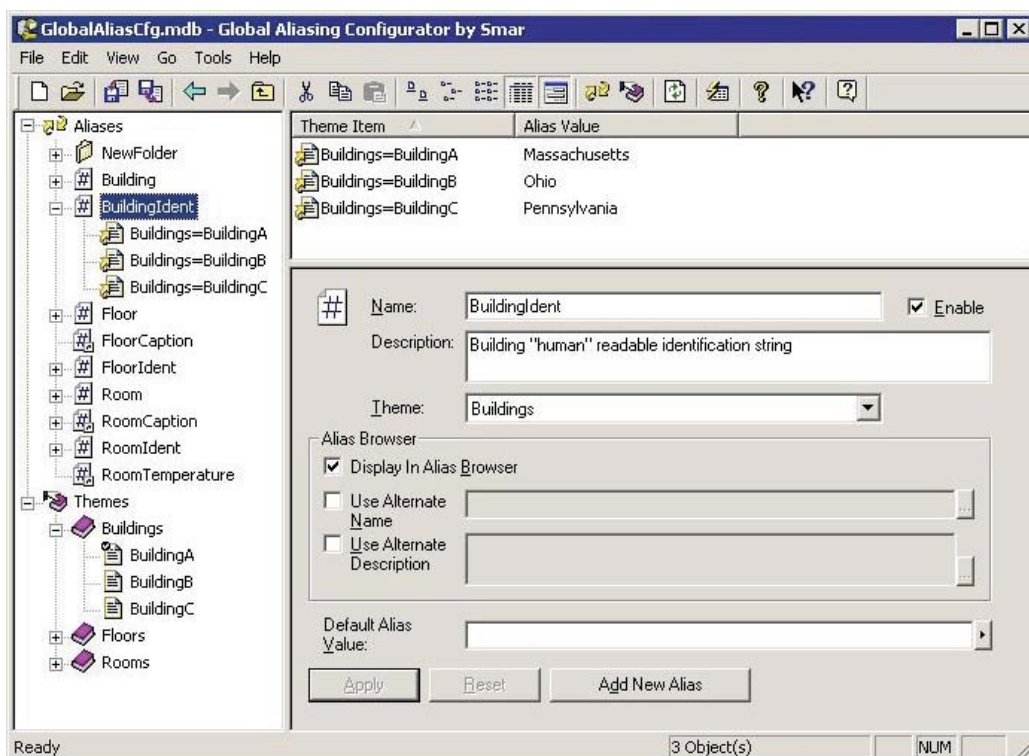 GlobalAliasCfg.mdb - Global Aliasing Configurator by Smar
File Edit View Go Tools Help
Aliases
NewFolder
Building
BuildingIdent
Buildings=BuildingA
Buildings=BuildingB
Buildings=BuildingC
Floor
FloorCaption
FloorIdent
Room
RoomCaption
RoomIdent
RoomTemperature
Themes
Buildings
BuildingA
BuildingB
BuildingC
Floors
Rooms
Theme Item Alias Value
Buildings=BuildingA Massachusetts
Buildings=BuildingB Ohio
Buildings=BuildingC Pennsylvania
Name: BuildingIdent Enable
Description: Building "human" readable identification string
Theme: Buildings
Alias Browser
Display In Alias Browser
Use Alternate
Name
...
Use Alternate
Description
...
Default Alias
Value:
Apply Reset Add New Alias
Ready 3 Object(s) NUM